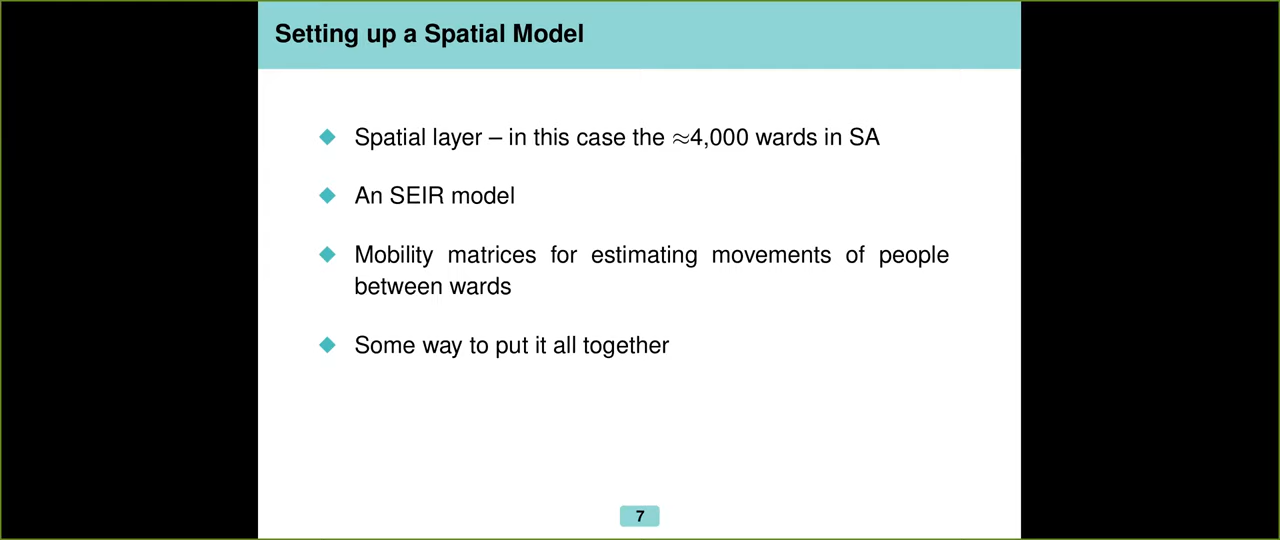 Setting up a Spatial Model
Spatial layer – in this case the ≈4,000 wards in SA
An SEIR model
Mobility matrices for estimating movements of people
between wards
Some way to put it all together
7